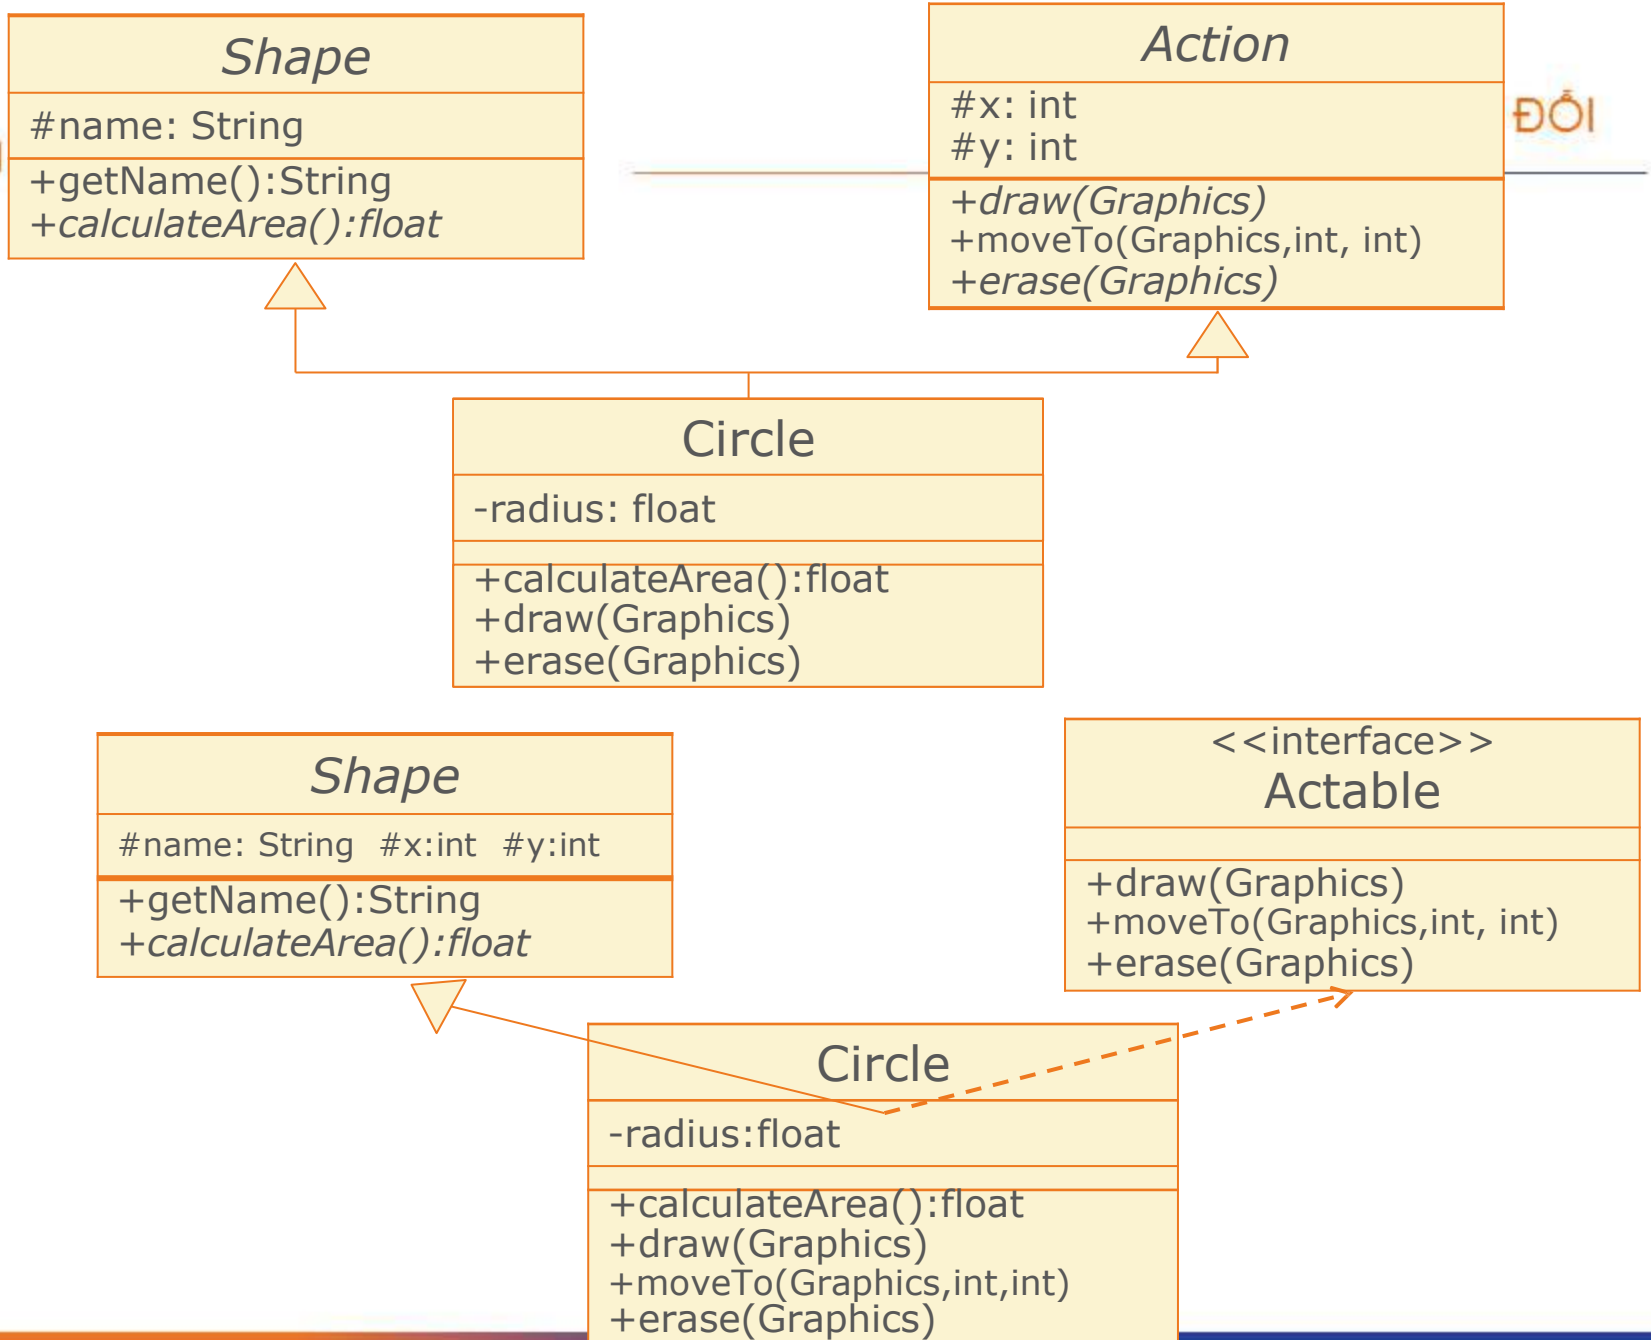 Shape
#name: String
+getName():String
+calculateArea():float
Action
#x: int
#y: int
+draw(Graphics)
+moveTo(Graphics,int, int)
+erase(Graphics)
ĐỔI
Circle
-radius: float
+calculateArea():float
+draw(Graphics)
+erase(Graphics)
Shape
#name: String #x:int #y:int
+getName():String
+calculateArea():float
<<interface>>
Actable
+draw(Graphics)
+moveTo(Graphics,int, int)
+erase(Graphics)
Circle
-radius:float
+calculateArea():float
+draw(Graphics)
+moveTo(Graphics,int,int)
+erase(Graphics)